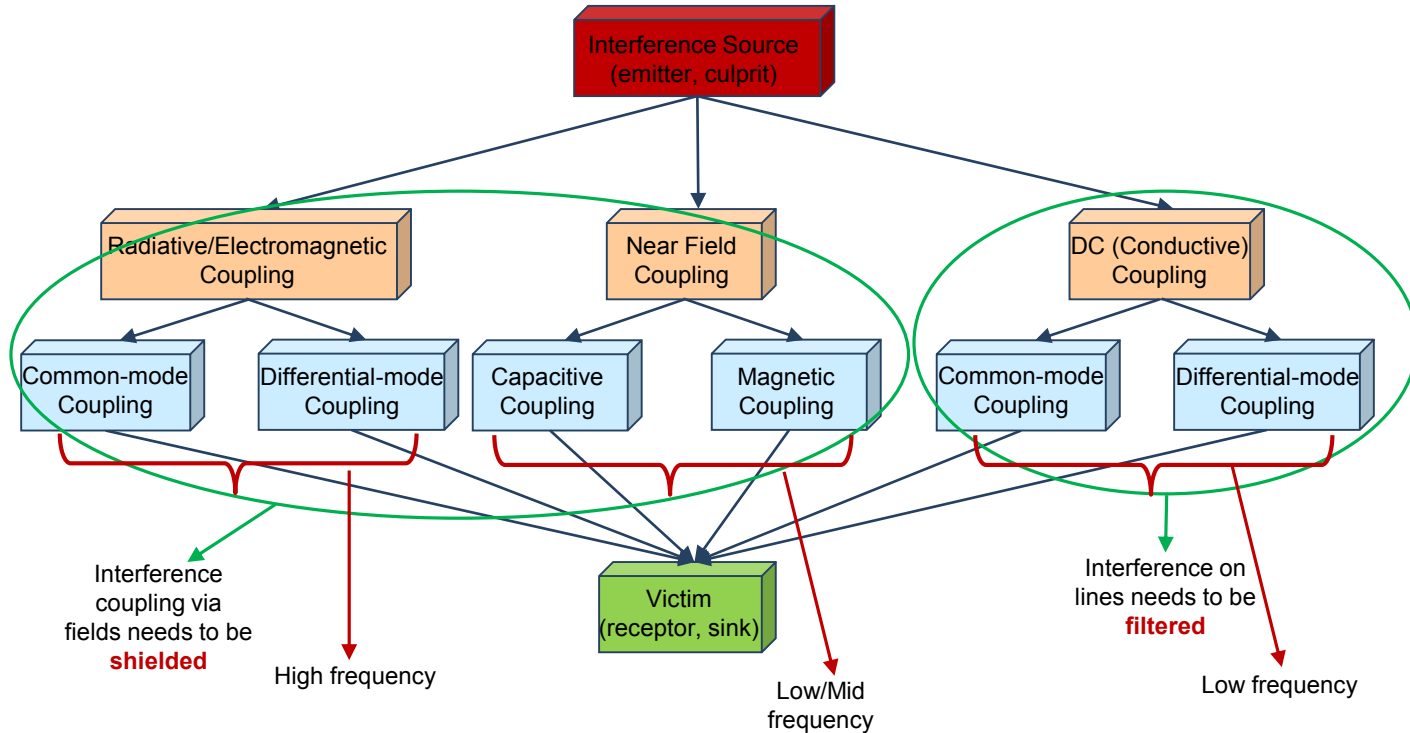 Interference Source
(emitter, culprit)
Radiative/Electromagnetic
Coupling
Near Field
Coupling
DC (Conductive)
Coupling
Common-mode
Coupling
Differential-mode
Coupling
Capacitive
Coupling
Magnetic
Coupling
Common-mode
Coupling
Differential-mode
Coupling
Interference
coupling via
fields needs to be
shielded
High frequency
Victim
(receptor, sink)
Low/Mid
frequency
Interference on
lines needs to be
filtered
Low frequency